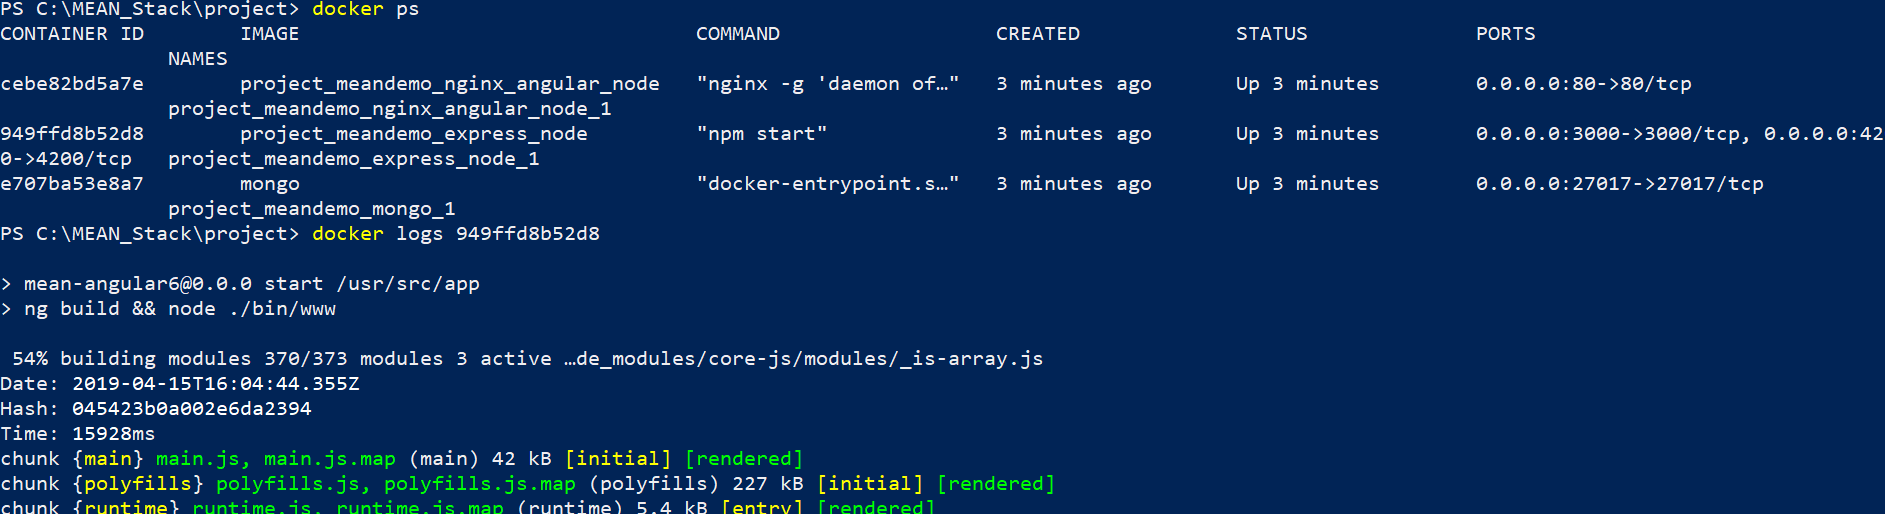 PS C:\MEAN_Stack\project> docker ps
CONTAINER ID        IMAGE                                 COMMAND                  CREATED             STATUS              PORTS
              NAMES
cebe82bd5a7e        project_meandemo_nginx_angular_node   "nginx -g 'daemon of…"   3 minutes ago       Up 3 minutes        0.0.0.0:80->80/tcp
              project_meandemo_nginx_angular_node_1
949ffd8b52d8        project_meandemo_express_node         "npm start"              3 minutes ago       Up 3 minutes        0.0.0.0:3000->3000/tcp, 0.0.0.0:42
0->4200/tcp   project_meandemo_express_node_1
e707ba53e8a7        mongo                                 "docker-entrypoint.s…"   3 minutes ago       Up 3 minutes        0.0.0.0:27017->27017/tcp
              project_meandemo_mongo_1
PS C:\MEAN_Stack\project> docker logs 949ffd8b52d8
> mean-angular6@0.0.0 start /usr/src/app
> ng build && node ./bin/www
 54% building modules 370/373 modules 3 active …de_modules/core-js/modules/_is-array.js
Date: 2019-04-15T16:04:44.355Z
Hash: 045423b0a002e6da2394
Time: 15928ms
chunk {main} main.js, main.js.map (main) 42 kB [initial] [rendered]
chunk {polyfills} polyfills.js, polyfills.js.map (polyfills) 227 kB [initial] [rendered]
chunk {runtime} runtime.js, runtime.js.map (runtime) 5.4 kB [entry] [rendered]